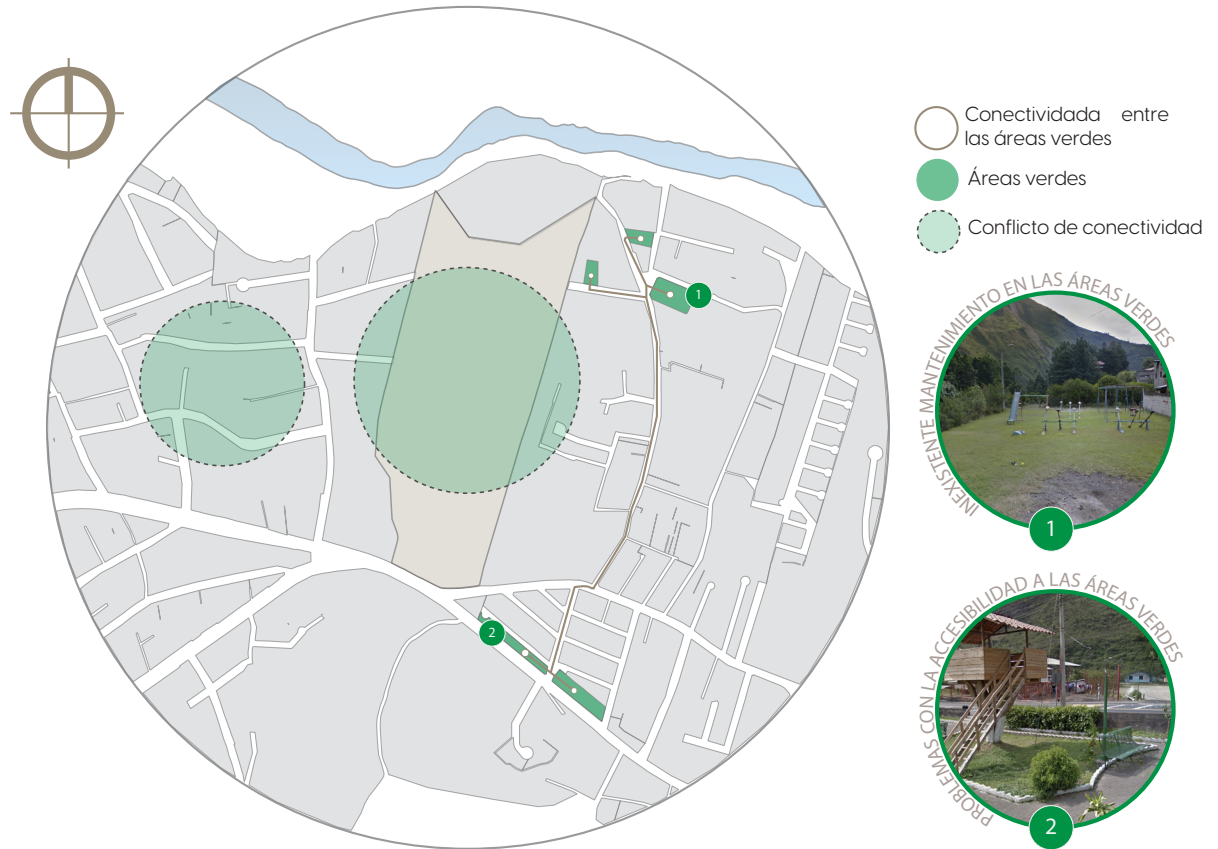 Conectividada entre
las áreas verdes
Áreas verdes
Conflicto de conectividad
1
2
INEXISTENTE MANTENIMIENTO EN LAS ÁREAS VERDES
1
PROBLEMAS CON LA ACCESIBILIDAD A LAS ÁREAS VERDES
2